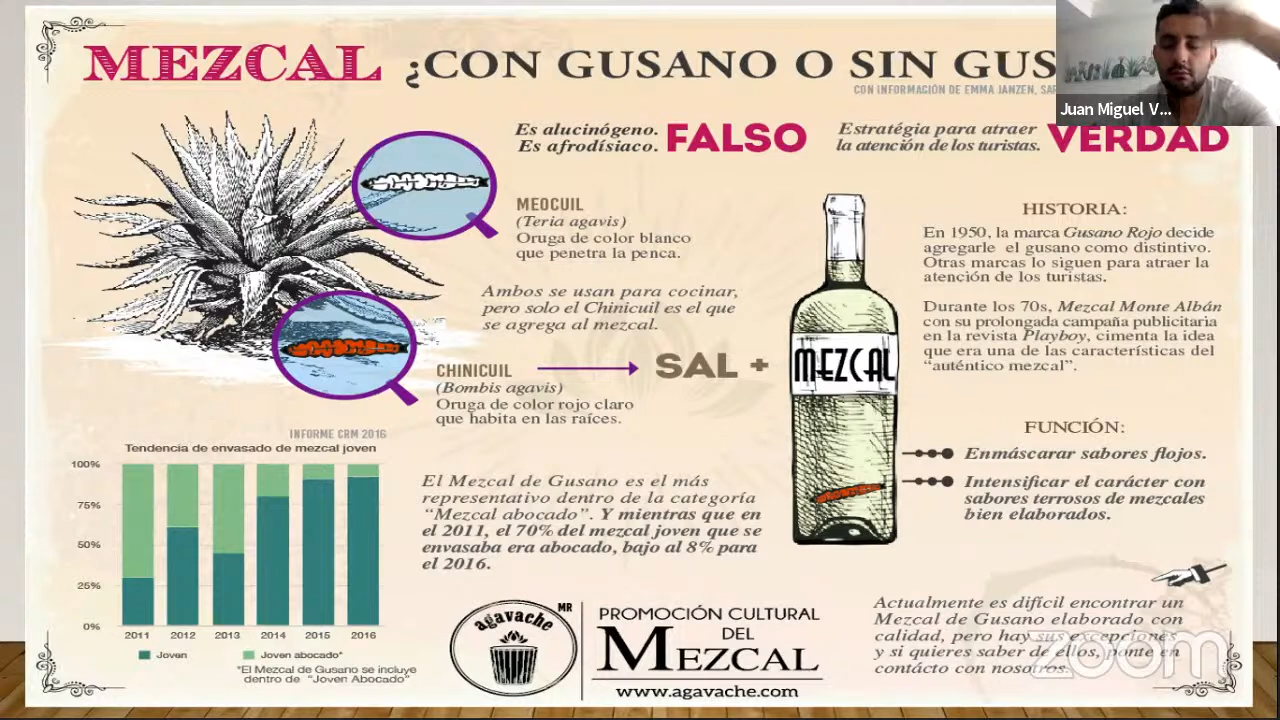 MEZCAL ¿CON GUSANO O SIN GUS
CON INFORMACIÓN DE EMMA JANZEN, SAR
Juan Miguel V...
Es alucinógeno.
Es afrodísiaco. FALSO
Estratégia para atraer
la atención de los turistas. VERDAD
MEOCUIL
(Teria agavis)
Oruga de color blanco
que penetra la penca.
Ambos se usan para cocinar,
pero solo el Chinicuil es el que
se agrega al mezcal.
CHINICUIL
(Bombis agavis)
Oruga de color rojo claro
que habita en las raíces.
SAL +
MEZCAL
HISTORIA:
En 1950, la marca Gusano Rojo decide
agregarle el gusano como distintivo.
Otras marcas lo siguen para atraer la
atención de los turistas.
Durante los 70s, Mezcal Monte Albán
con su prolongada campaña publicitaria
en la revista Playboy, cimenta la idea
que era una de las características del
“auténtico mezcal”.
FUNCIÓN:
Enmáscarar sabores flojos.
Intensificar el carácter con
sabores terrosos de mezcales
bien elaborados.
INFORME CRM 2016
Tendencia de envasado de mezcal joven
100%
75%
50%
25%
0%
2011 2012 2013 2014 2015 2016
Joven Joven abocado*
*El Mezcal de Gusano se incluye
dentro de “Joven Abocado”
El Mezcal de Gusano es el más
representativo dentro de la categoría
“Mezcal abocado”. Y mientras que en
el 2011, el 70% del mezcal joven que se
envasaba era abocado, bajo al 8% para
el 2016.
agavache MR
PROMOCIÓN CULTURAL
DEL
MEZCAL
www.agavache.com
Actualmente es difícil encontrar un
Mezcal de Gusano elaborado con
calidad, pero hay sus excepciones
y si quieres saber de ellos, ponte en
contácto con nosotros.
zoom